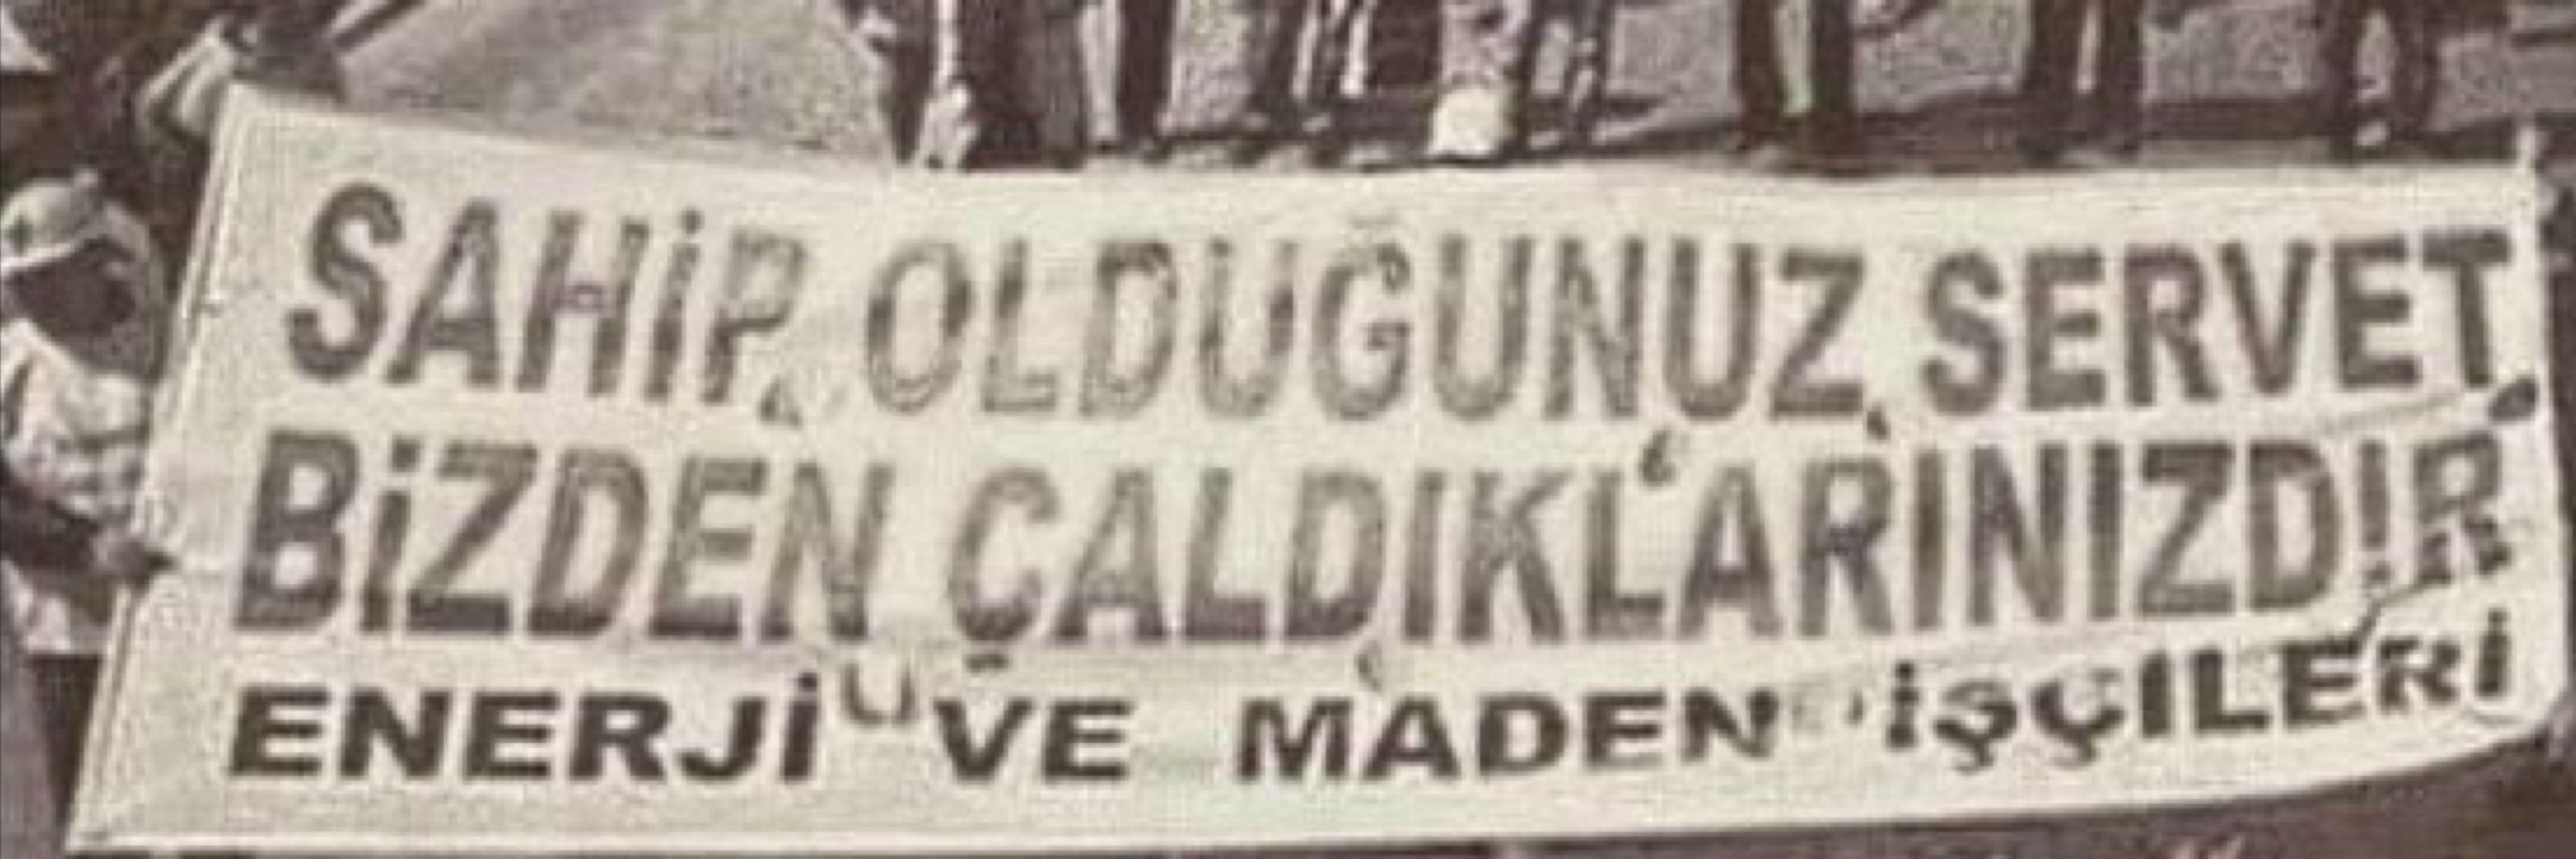 SAHİP OLDUĞUNUZ SERVET
BİZDEN ÇALDIKLARINIZDIR
ENERJİ VE MADEN İŞÇİLERİ